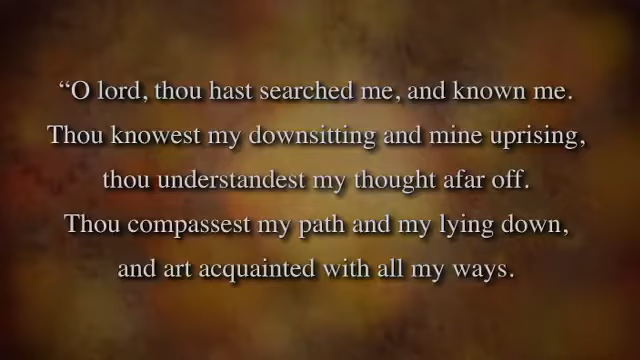 “O lord, thou hast searched me, and known me.
Thou knowest my downsitting and mine uprising,
thou understandest my thought afar off.
Thou compassest my path and my lying down,
and art acquainted with all my ways.